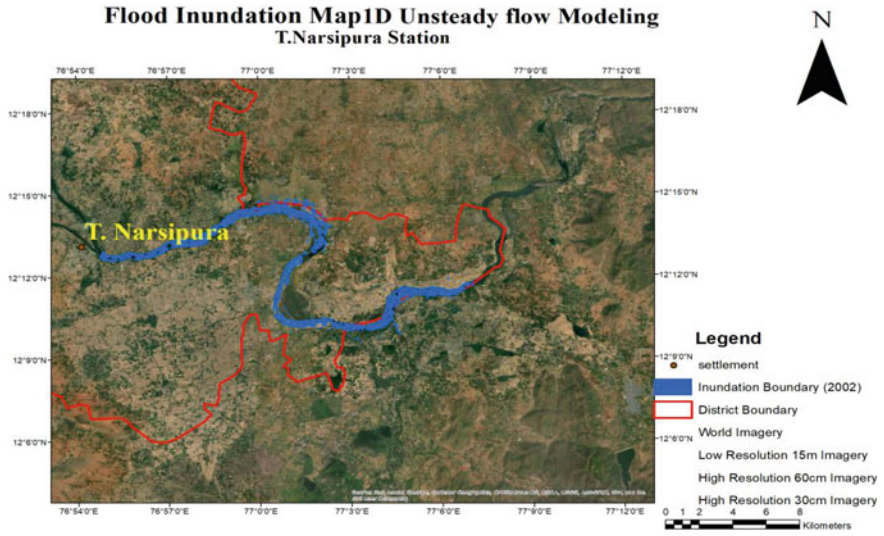 Flood Inundation Map1D Unsteady flow Modeling
T.Narsipura Station
N
76°54'0"E 76°57'0"E 77°0'0"E 77°3'0"E 77°6'0"E 77°9'0"E 77°12'0"E
12°18'0"N 12°18'0"N
12°15'0"N 12°15'0"N
T. Narsipura
12°12'0"N 12°12'0"N
12°9'0"N 12°9'0"N
12°6'0"N 12°6'0"N
76°54'0"E 76°57'0"E 77°0'0"E 77°3'0"E 77°6'0"E 77°9'0"E 77°12'0"E
Legend
settlement
Inundation Boundary (2002)
District Boundary
World Imagery
Low Resolution 15m Imagery
High Resolution 60cm Imagery
High Resolution 30cm Imagery
0 1 2 4 6 8
Kilometers